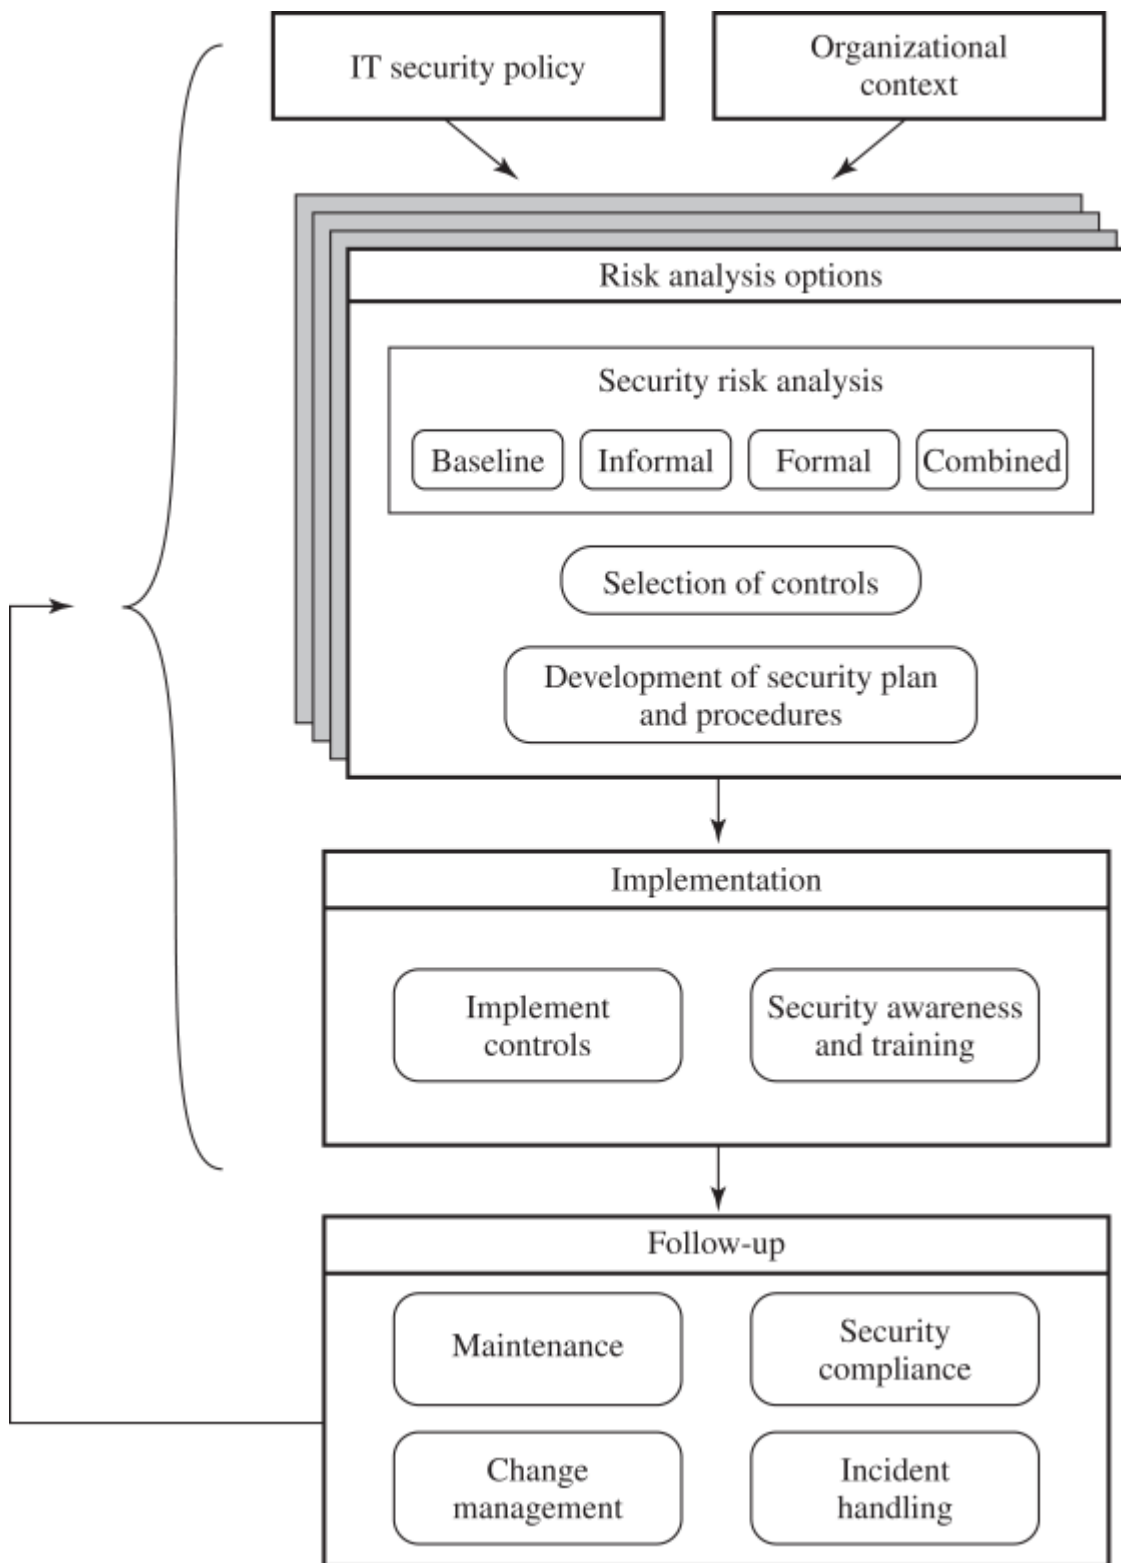 IT security policy
Organizational
context
Risk analysis options
Security risk analysis
Baseline
Informal
Formal
Combined
Selection of controls
Development of security plan
and procedures
Implementation
Implement
controls
Security awareness
and training
Follow-up
Maintenance
Security
compliance
Change
management
Incident
handling